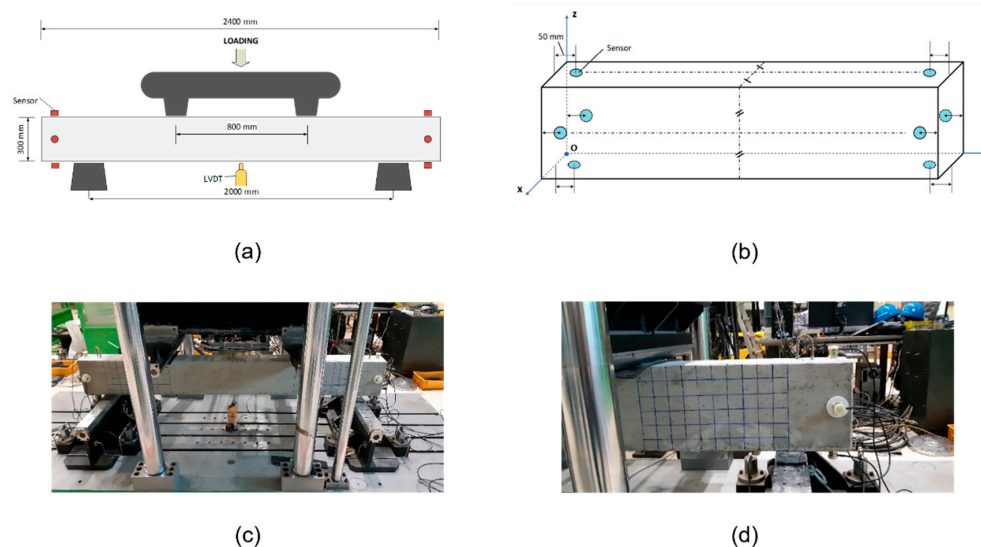 2400 mm
LOADING
Sensor
300 mm
800 mm
LVDT
2000 mm
(a)
z
50 mm
Sensor
O
x
(b)
(c)
(d)